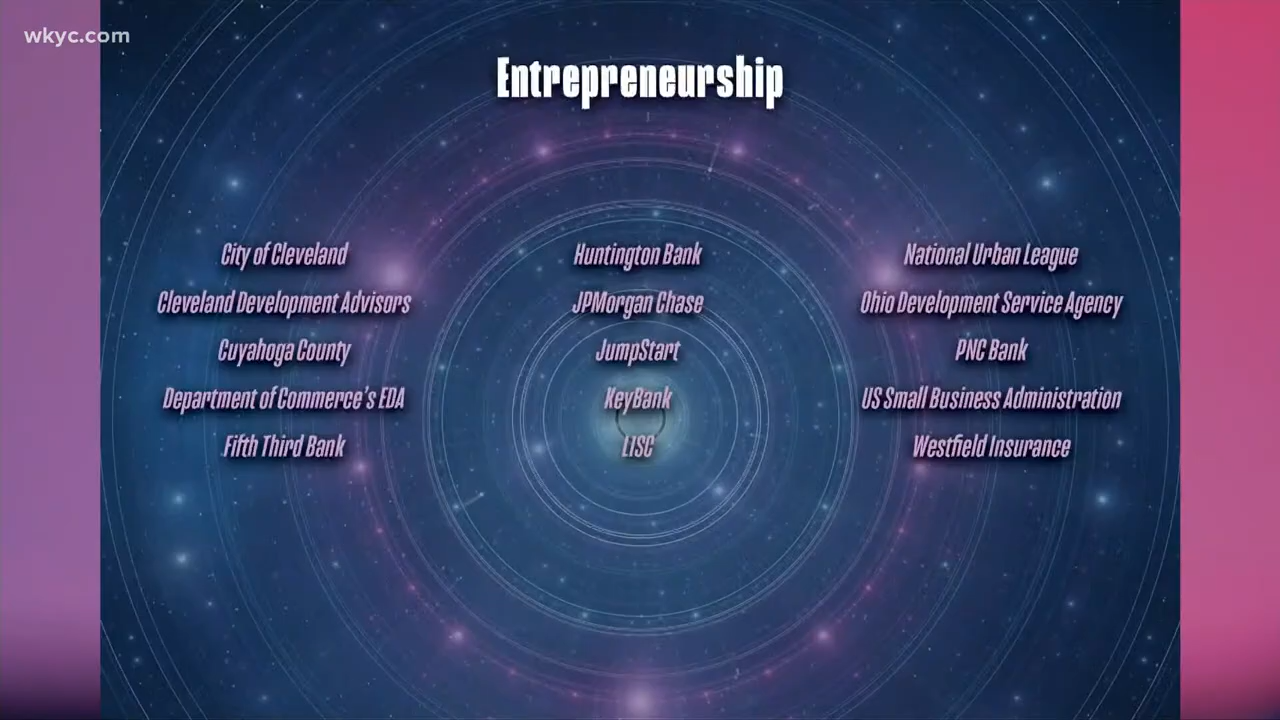 wkyc.com
Entrepreneurship
City of Cleveland
Cleveland Development Advisors
Cuyahoga County
Department of Commerce's EDA
Fifth Third Bank
Huntington Bank
JPMorgan Chase
JumpStart
KeyBank
LISC
National Urban League
Ohio Development Service Agency
PNC Bank
US Small Business Administration
Westfield Insurance